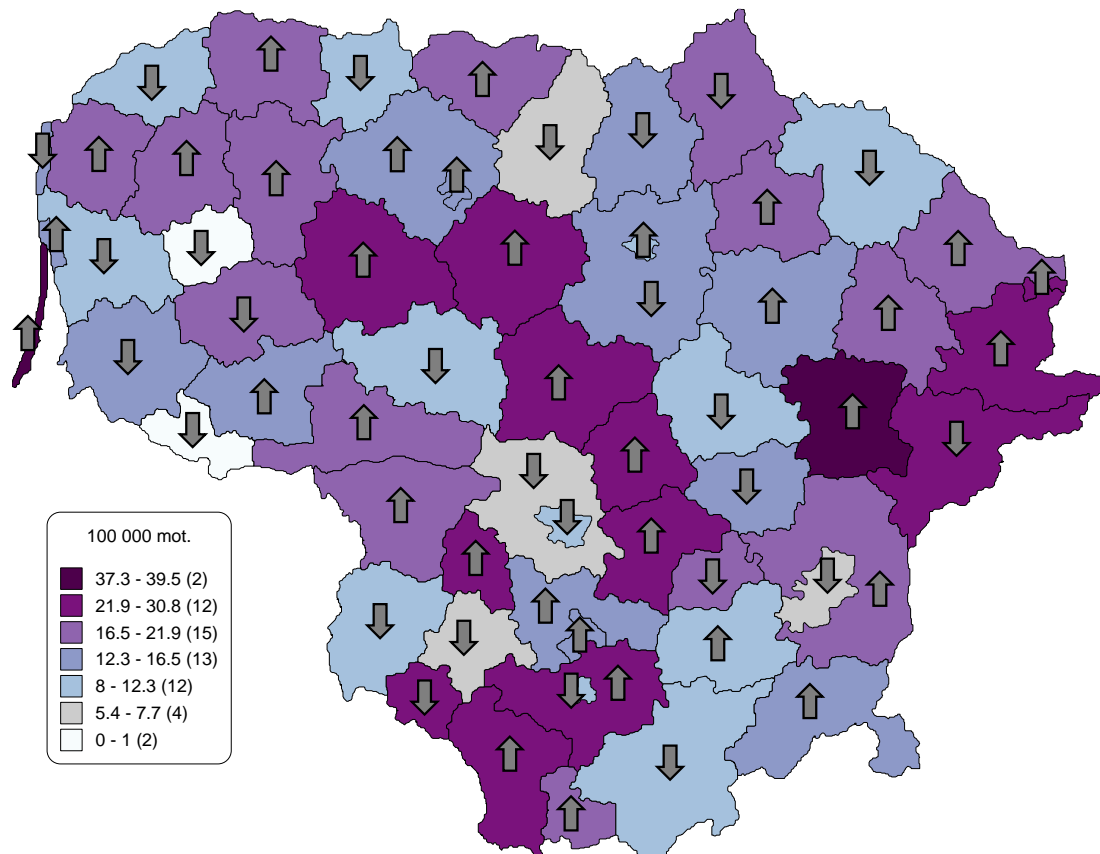 100 000 mot.
37.3 - 39.5 (2)
21.9 - 30.8 (12)
16.5 - 21.9 (15)
12.3 - 16.5 (13)
8 - 12.3 (12)
5.4 - 7.7 (4)
0 - 1 (2)